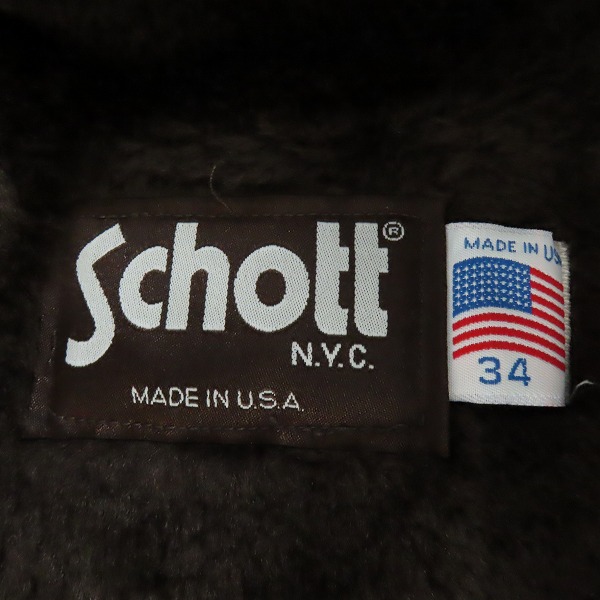 Schott®
N.Y.C.
MADE IN U.S.A.
MADE IN US
34